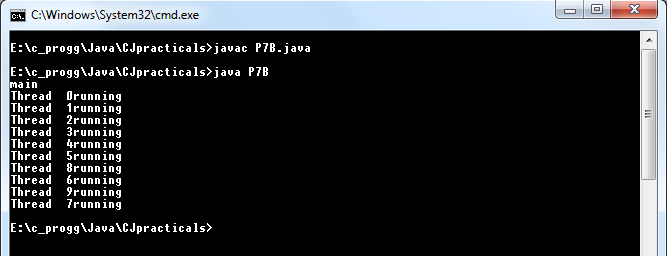 C:\Windows\System32\cmd.exe
E:\c_progg\Java\CJpracticals>javac P7B.java
E:\c_progg\Java\CJpracticals>java P7B
main
Thread  0running
Thread  1running
Thread  2running
Thread  3running
Thread  4running
Thread  5running
Thread  8running
Thread  6running
Thread  9running
Thread  7running
E:\c_progg\Java\CJpracticals>